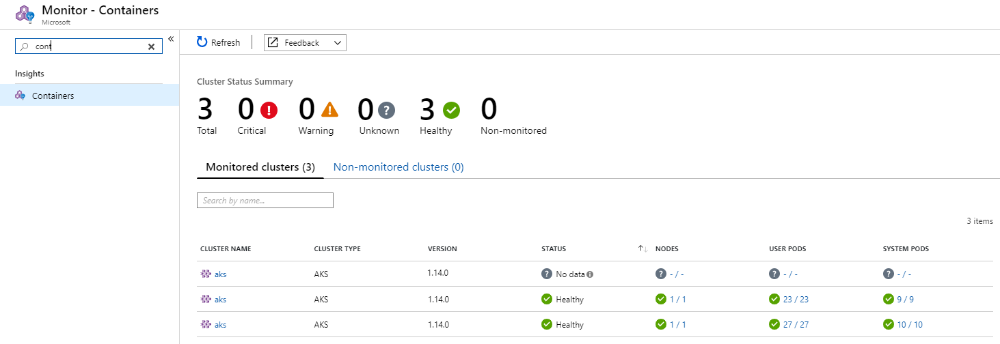 Monitor - Containers
Microsoft
cont
«
Refresh
Feedback
Insights
Containers
Cluster Status Summary
3 0 0 0 3 0
Total Critical Warning Unknown Healthy Non-monitored
Monitored clusters (3) Non-monitored clusters (0)
Search by name...
3 items
CLUSTER NAME CLUSTER TYPE VERSION STATUS ↑↓ NODES USER PODS SYSTEM PODS
aks AKS 1.14.0 No data - / - - / - - / -
aks AKS 1.14.0 Healthy 1 / 1 23 / 23 9 / 9
aks AKS 1.14.0 Healthy 1 / 1 27 / 27 10 / 10